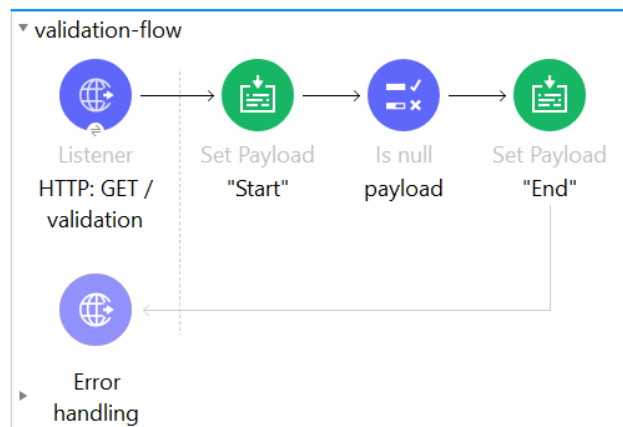 validation-flow
Listener
HTTP: GET /
validation
Set Payload
"Start"
Is null
payload
Set Payload
"End"
Error
handling